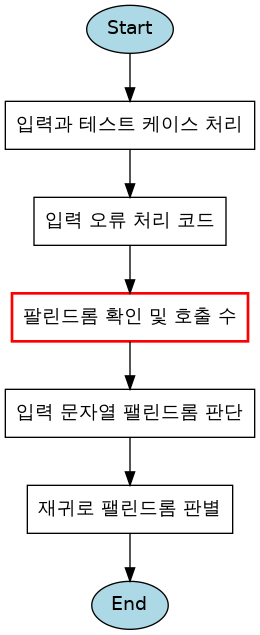 Start
입력과 테스트 케이스 처리
입력 오류 처리 코드
팔린드롬 확인 및 호출 수
입력 문자열 팰린드롬 판단
재귀로 팰린드롬 판별
End